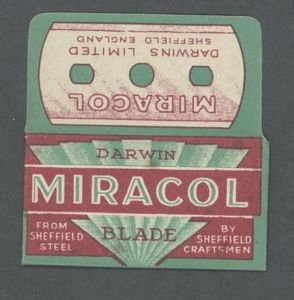 DARWINS LIMITED
SHEFFIELD ENGLAND
MIRACOL
DARWIN
MIRACOL
BLADE
FROM
SHEFFIELD
STEEL
BY
SHEFFIELD
CRAFTSMEN